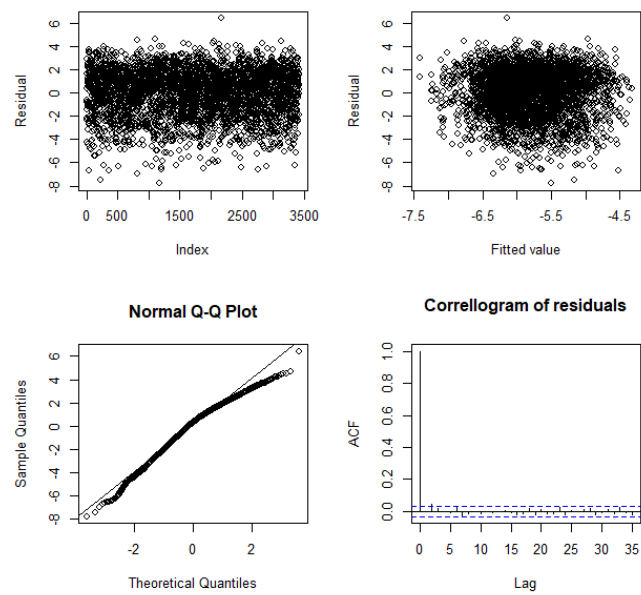 Residual
6
4
2
0
-2
-4
-6
-8
0 500 1500 2500 3500
Index
Residual
6
4
2
0
-2
-4
-6
-8
-7.5 -6.5 -5.5 -4.5
Fitted value
Normal Q-Q Plot
Sample Quantiles
6
4
2
0
-2
-4
-6
-8
-2 0 2
Theoretical Quantiles
Correllogram of residuals
ACF
1.0
0.8
0.6
0.4
0.2
0.0
0 5 10 15 20 25 30 35
Lag